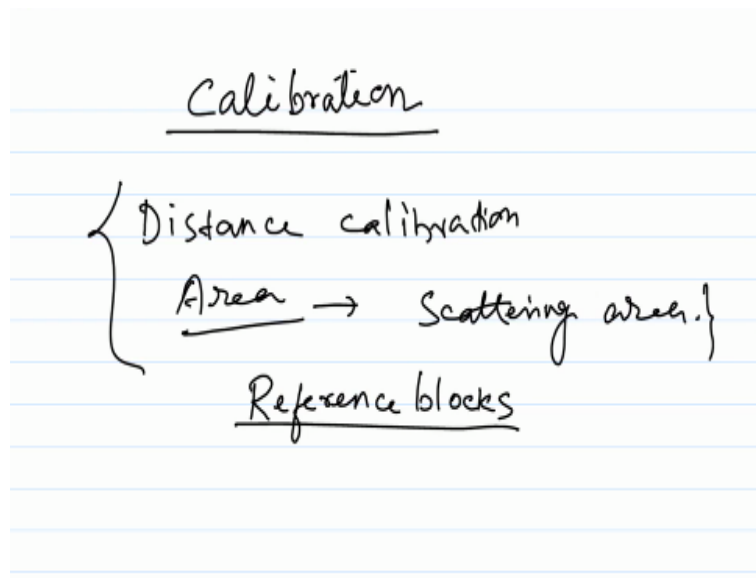 Calibration
{ Distance calibration
Area → Scattering area. }
Reference blocks